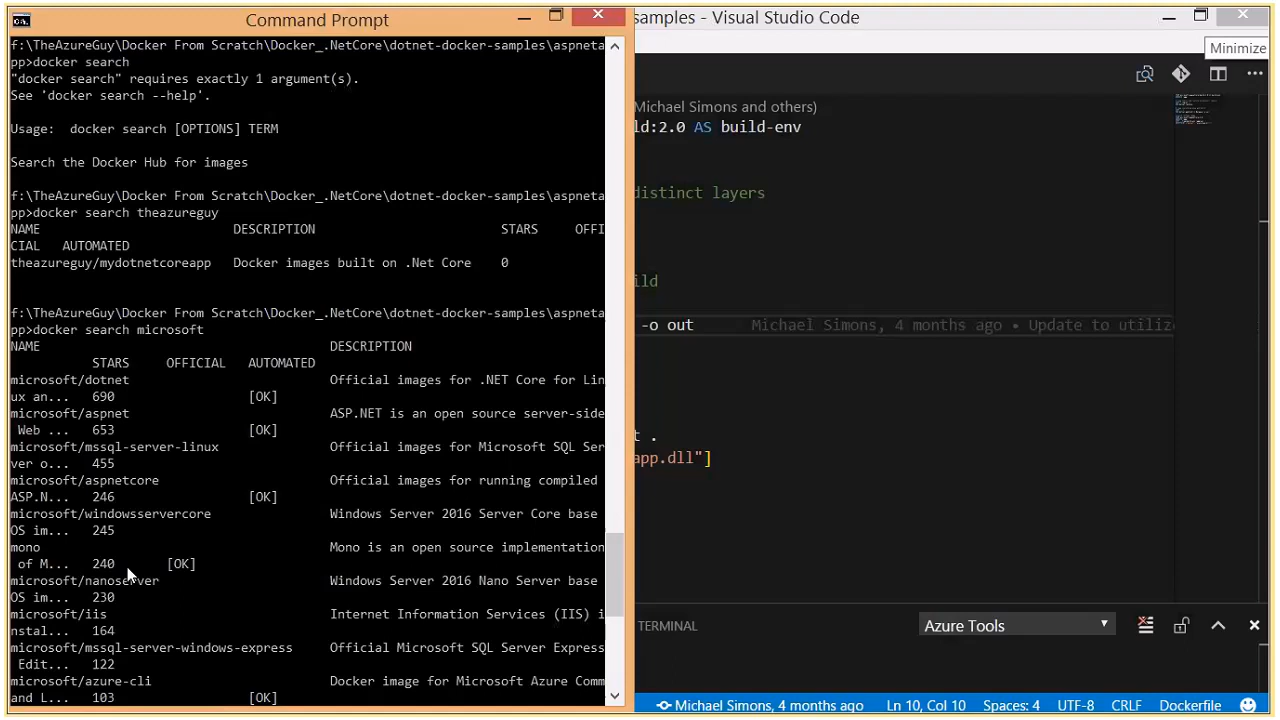 Command Prompt
f:\TheAzureGuy\Docker From Scratch\Docker_.NetCore\dotnet-docker-samples\aspneta
pp>docker search
"docker search" requires exactly 1 argument(s).
See 'docker search --help'.
Usage:  docker search [OPTIONS] TERM
Search the Docker Hub for images
f:\TheAzureGuy\Docker From Scratch\Docker_.NetCore\dotnet-docker-samples\aspneta
pp>docker search theazureguy
NAME DESCRIPTION STARS OFFI
CIAL AUTOMATED
theazureguy/mydotnetcoreapp Docker images built on .Net Core 0
f:\TheAzureGuy\Docker From Scratch\Docker_.NetCore\dotnet-docker-samples\aspneta
pp>docker search microsoft
NAME DESCRIPTION
STARS OFFICIAL AUTOMATED
microsoft/dotnet Official images for .NET Core for Lin
ux an... 690 [OK]
microsoft/aspnet ASP.NET is an open source server-side
Web ... 653 [OK]
microsoft/mssql-server-linux Official images for Microsoft SQL Ser
ver o... 455
microsoft/aspnetcore Official images for running compiled
ASP.N... 246 [OK]
microsoft/windowsservercore Windows Server 2016 Server Core base
OS im... 245
mono Mono is an open source implementation
of M... 240 [OK]
microsoft/nanoserver Windows Server 2016 Nano Server base
OS im... 230
microsoft/iis Internet Information Services (IIS) i
nstal... 164
microsoft/mssql-server-windows-express Official Microsoft SQL Server Express
Edit... 122
microsoft/azure-cli Docker image for Microsoft Azure Comm
and L... 103 [OK]
samples - Visual Studio Code
Minimize
Michael Simons and others)
ld:2.0 AS build-env
distinct layers
ild
-o out Michael Simons, 4 months ago • Update to utiliz
t .
app.dll"]
TERMINAL Azure Tools
Michael Simons, 4 months ago Ln 10, Col 10 Spaces: 4 UTF-8 CRLF Dockerfile